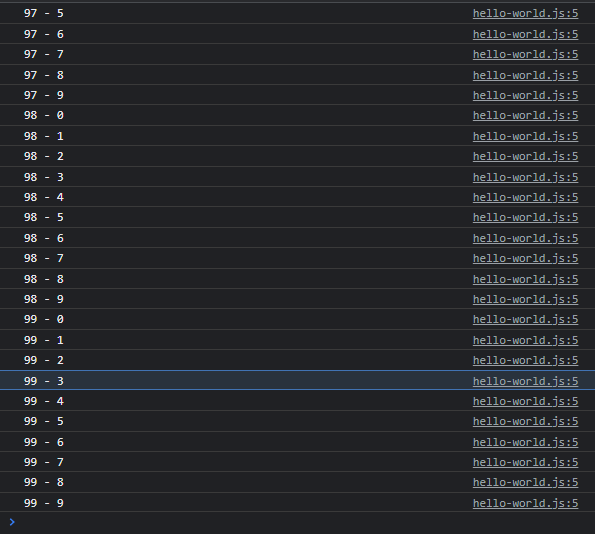 97 - 5 hello-world.js:5
97 - 6 hello-world.js:5
97 - 7 hello-world.js:5
97 - 8 hello-world.js:5
97 - 9 hello-world.js:5
98 - 0 hello-world.js:5
98 - 1 hello-world.js:5
98 - 2 hello-world.js:5
98 - 3 hello-world.js:5
98 - 4 hello-world.js:5
98 - 5 hello-world.js:5
98 - 6 hello-world.js:5
98 - 7 hello-world.js:5
98 - 8 hello-world.js:5
98 - 9 hello-world.js:5
99 - 0 hello-world.js:5
99 - 1 hello-world.js:5
99 - 2 hello-world.js:5
99 - 3 hello-world.js:5
99 - 4 hello-world.js:5
99 - 5 hello-world.js:5
99 - 6 hello-world.js:5
99 - 7 hello-world.js:5
99 - 8 hello-world.js:5
99 - 9 hello-world.js:5
>